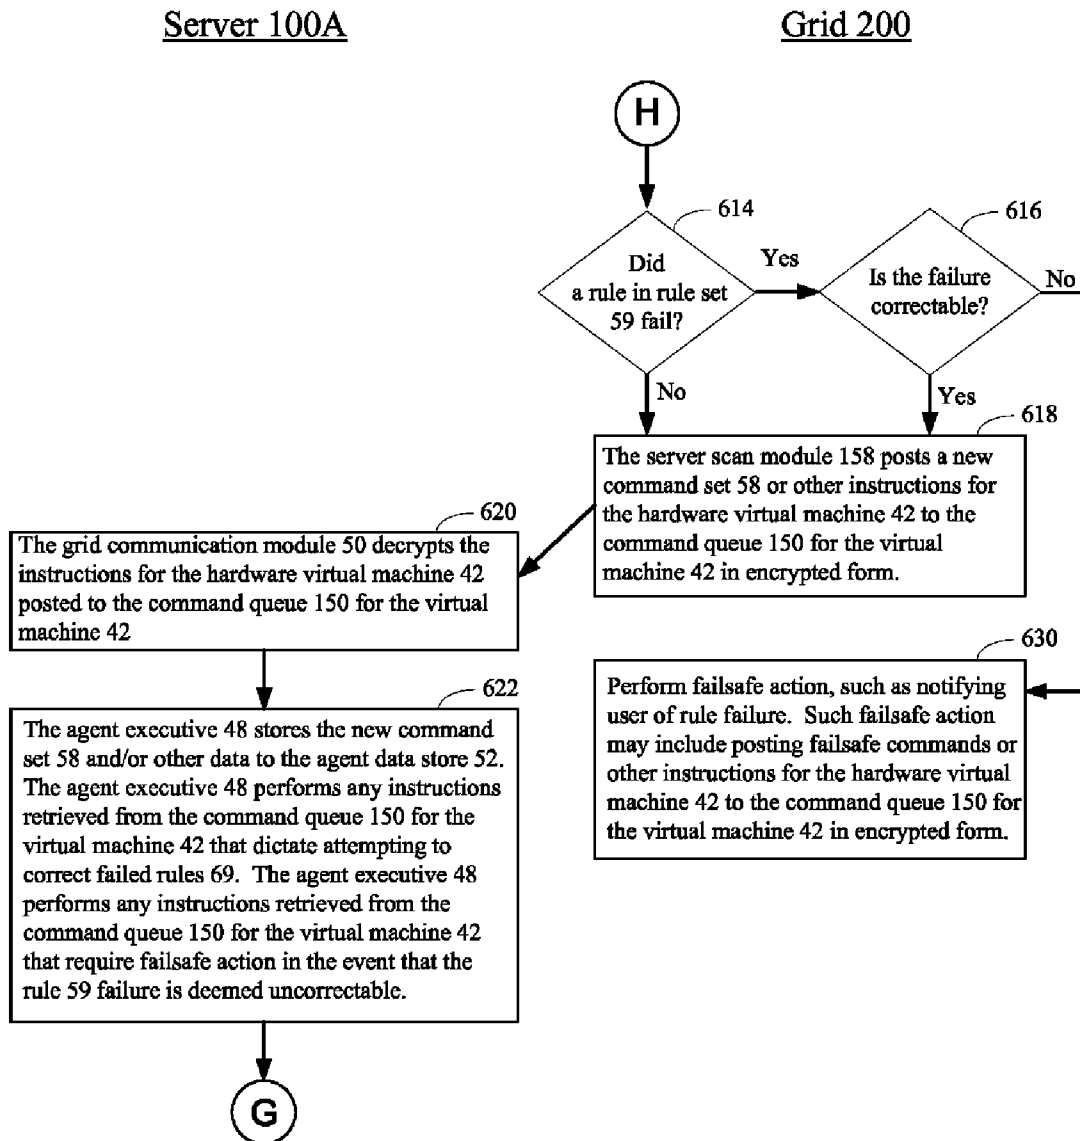 Server 100A
Grid 200
H
614
616
Did
a rule in rule set
59 fail?
Yes
Is the failure
correctable?
No
No
Yes
618
The server scan module 158 posts a new
command set 58 or other instructions for
the hardware virtual machine 42 to the
command queue 150 for the virtual
machine 42 in encrypted form.
620
The grid communication module 50 decrypts the
instructions for the hardware virtual machine 42
posted to the command queue 150 for the virtual
machine 42
630
Perform failsafe action, such as notifying
user of rule failure. Such failsafe action
may include posting failsafe commands or
other instructions for the hardware virtual
machine 42 to the command queue 150 for
the virtual machine 42 in encrypted form.
622
The agent executive 48 stores the new command
set 58 and/or other data to the agent data store 52.
The agent executive 48 performs any instructions
retrieved from the command queue 150 for the
virtual machine 42 that dictate attempting to
correct failed rules 69. The agent executive 48
performs any instructions retrieved from the
command queue 150 for the virtual machine 42
that require failsafe action in the event that the
rule 59 failure is deemed uncorrectable.
G